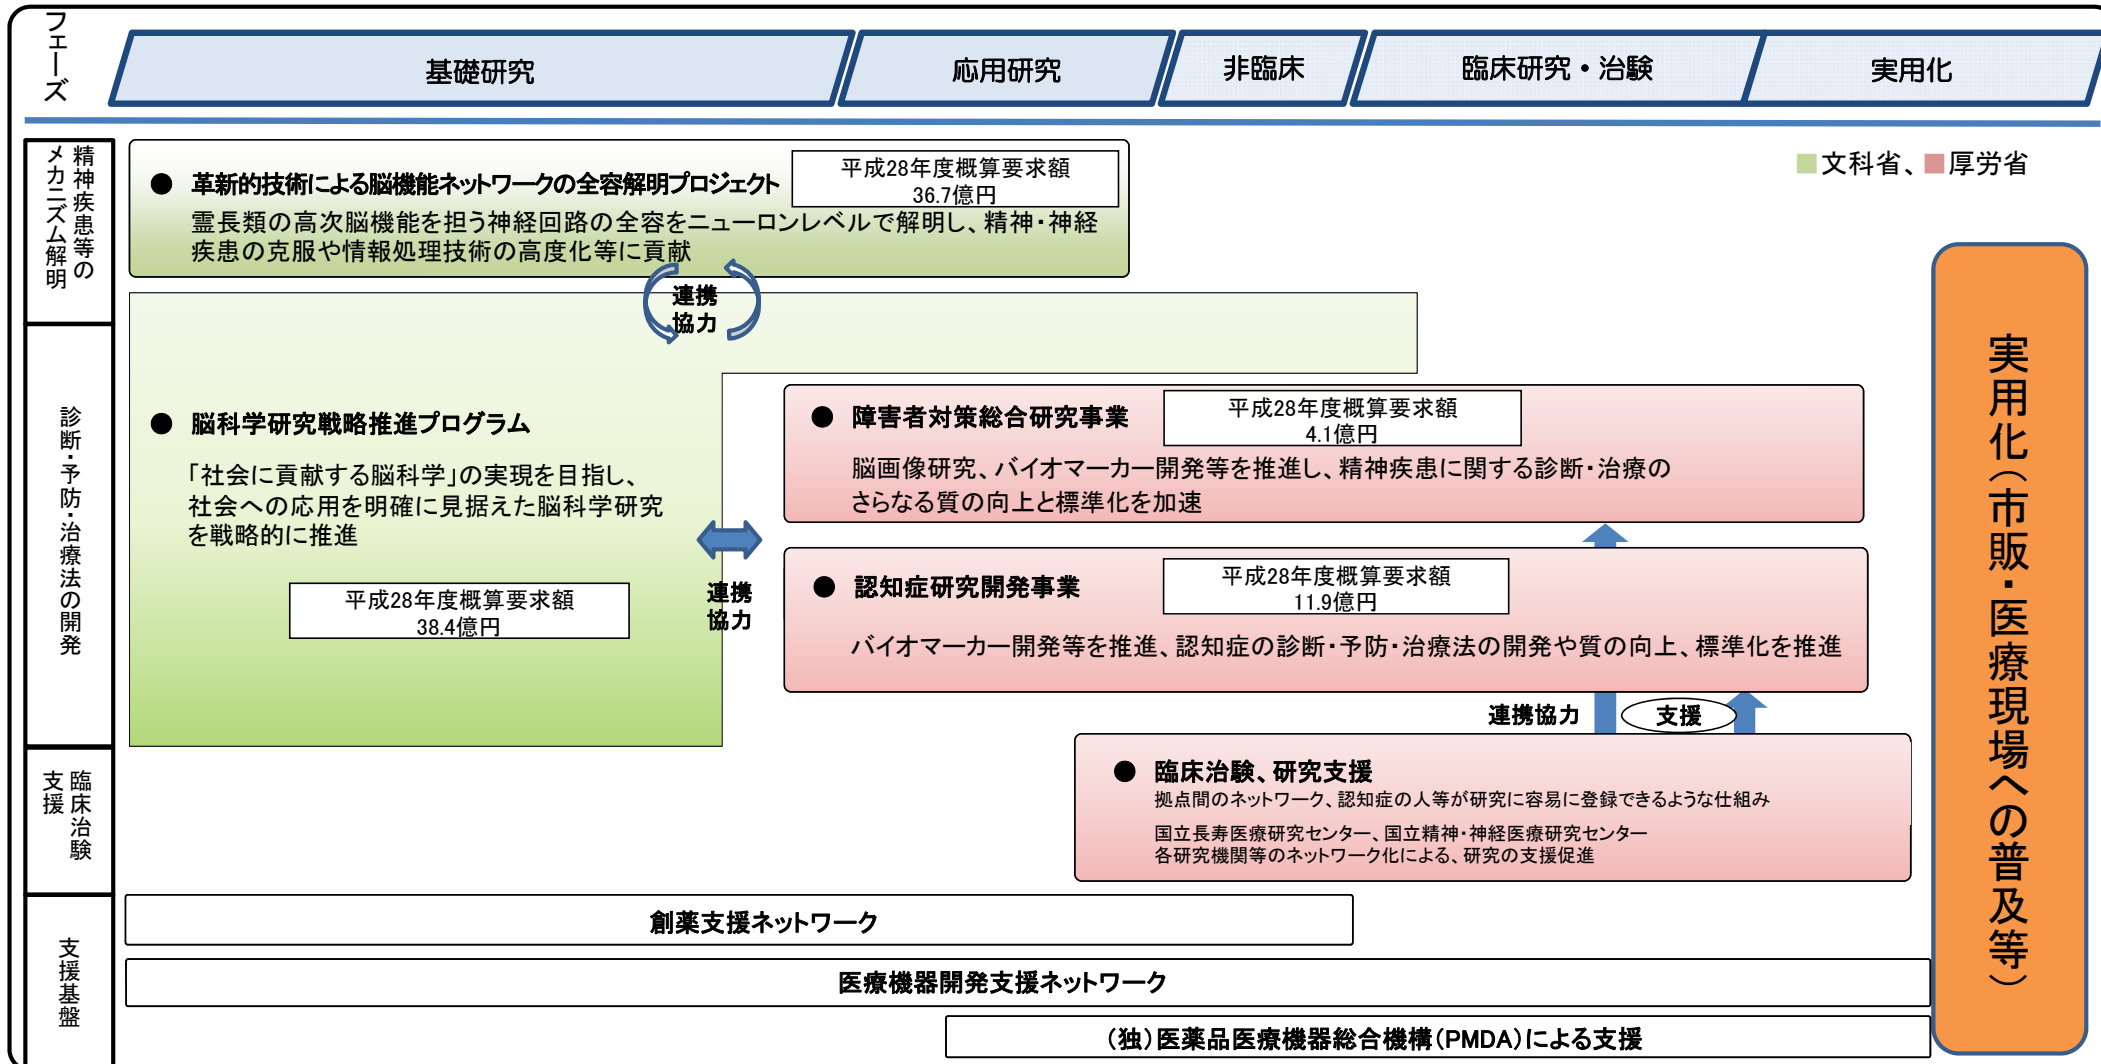 フェーズ
基礎研究
応用研究
非臨床
臨床研究・治験
実用化
■文科省、■厚労省
精神疾患等の
メカニズム解明
● 革新的技術による脳機能ネットワークの全容解明プロジェクト
平成28年度概算要求額
36.7億円
霊長類の高次脳機能を担う神経回路の全容をニューロンレベルで解明し、精神・神経
疾患の克服や情報処理技術の高度化等に貢献
連携
協力
診断・予防・治療法の開発
● 脳科学研究戦略推進プログラム
「社会に貢献する脳科学」の実現を目指し、
社会への応用を明確に見据えた脳科学研究
を戦略的に推進
平成28年度概算要求額
38.4億円
連携
協力
● 障害者対策総合研究事業
平成28年度概算要求額
4.1億円
脳画像研究、バイオマーカー開発等を推進し、精神疾患に関する診断・治療の
さらなる質の向上と標準化を加速
● 認知症研究開発事業
平成28年度概算要求額
11.9億円
バイオマーカー開発等を推進、認知症の診断・予防・治療法の開発や質の向上、標準化を推進
連携協力
支援
臨床治験
支援
● 臨床治験、研究支援
拠点間のネットワーク、認知症の人等が研究に容易に登録できるような仕組み
国立長寿医療研究センター、国立精神・神経医療研究センター
各研究機関等のネットワーク化による、研究の支援促進
支援基盤
創薬支援ネットワーク
医療機器開発支援ネットワーク
(独)医薬品医療機器総合機構(PMDA)による支援
実用化(市販・医療現場への普及等)